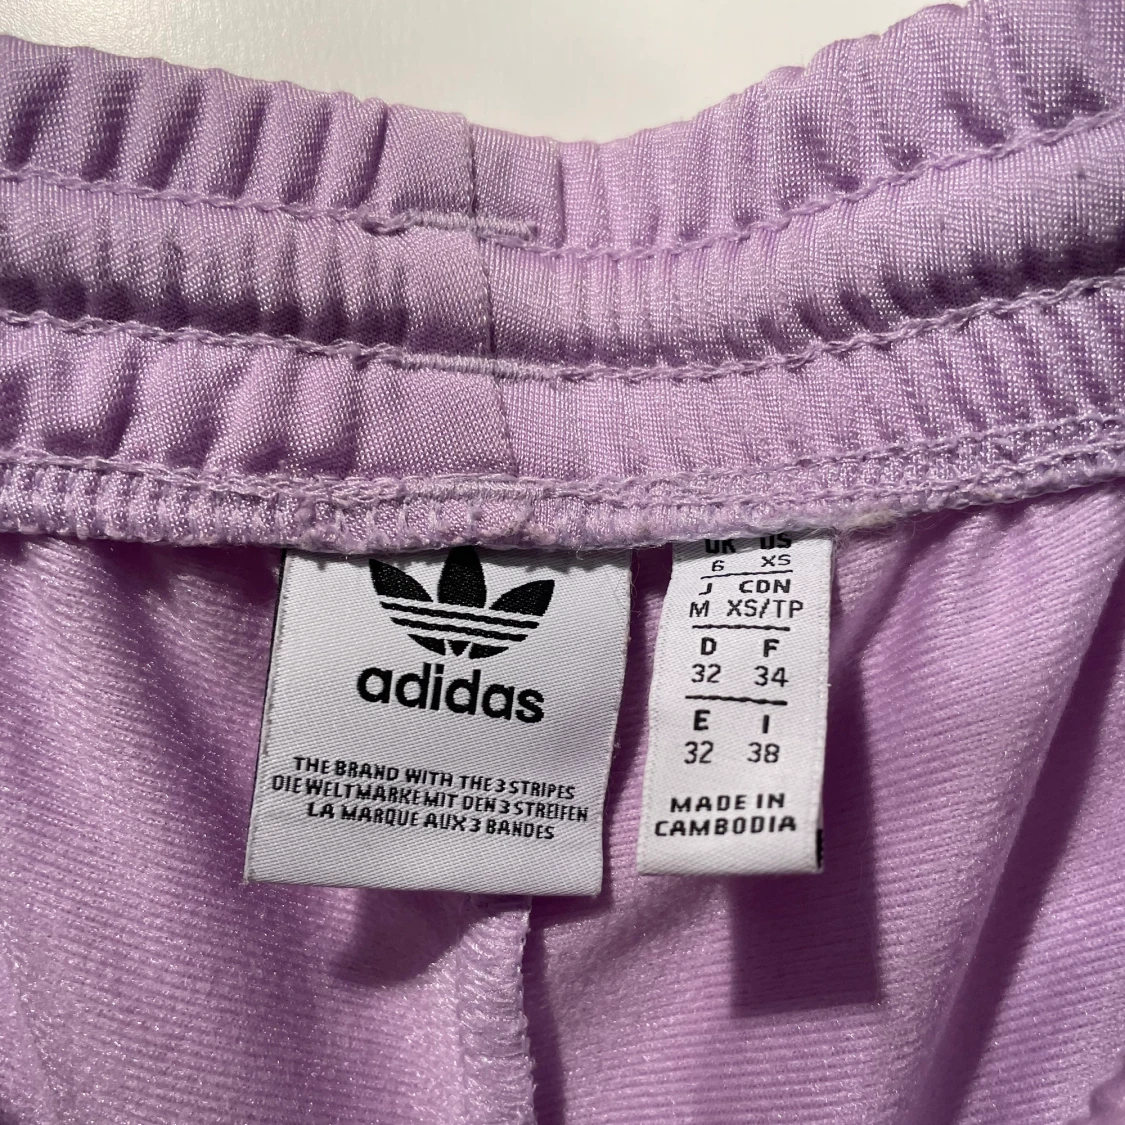 adidas
THE BRAND WITH THE 3 STRIPES
DIE WELTMARKE MIT DEN 3 STREIFEN
LA MARQUE AUX 3 BANDES
UK US
6 XS
J CDN
M XS/TP
D F
32 34
E I
32 38
MADE IN
CAMBODIA